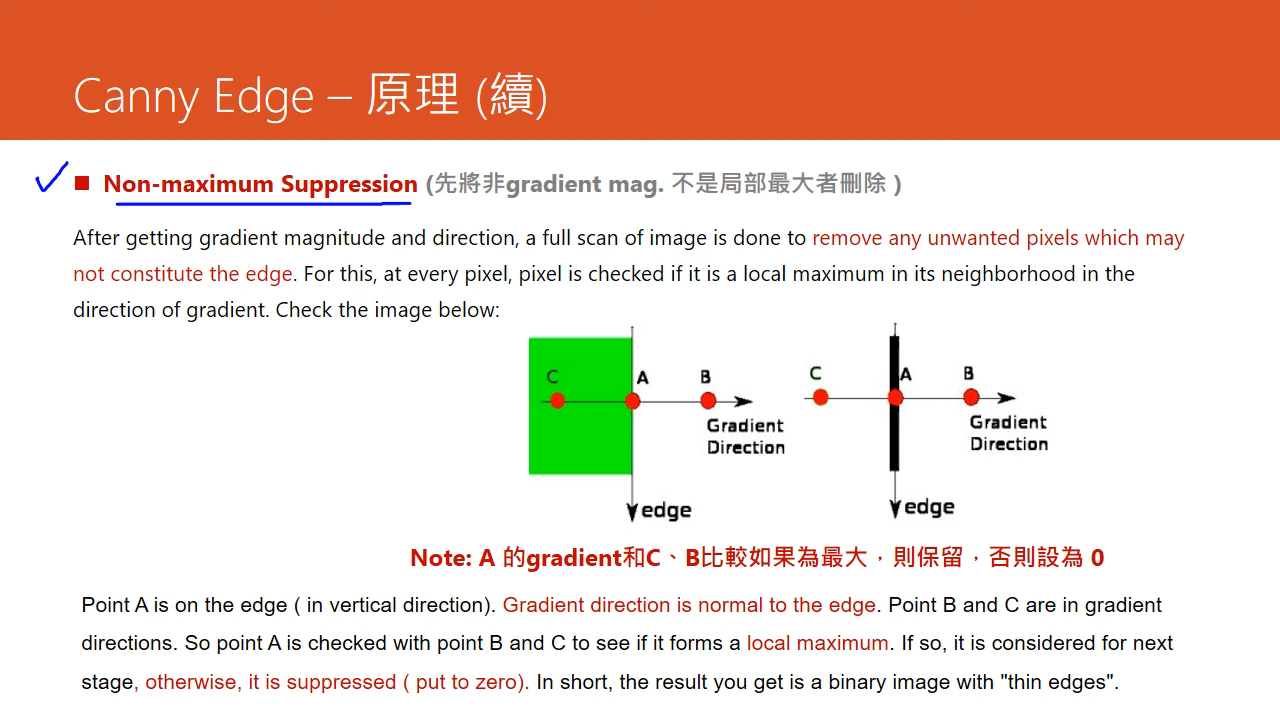 Canny Edge – 原理 (續)
Non-maximum Suppression (先將非gradient mag. 不是局部最大者刪除 )
After getting gradient magnitude and direction, a full scan of image is done to remove any unwanted pixels which may
not constitute the edge. For this, at every pixel, pixel is checked if it is a local maximum in its neighborhood in the
direction of gradient. Check the image below:
C A B
Gradient
Direction
edge
C A B
Gradient
Direction
edge
Note: A 的gradient和C、B比較如果為最大，則保留，否則設為 0
Point A is on the edge ( in vertical direction). Gradient direction is normal to the edge. Point B and C are in gradient
directions. So point A is checked with point B and C to see if it forms a local maximum. If so, it is considered for next
stage, otherwise, it is suppressed ( put to zero). In short, the result you get is a binary image with "thin edges".